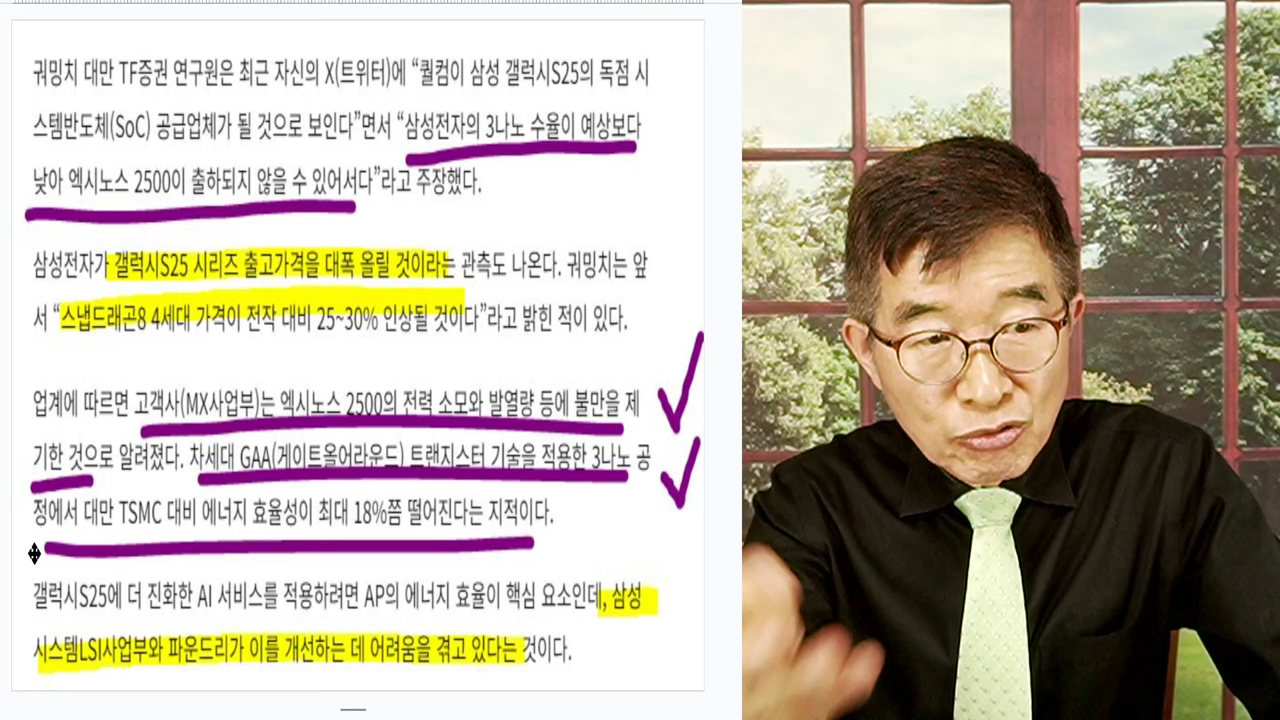 궈밍치 대만 TF증권 연구원은 최근 자신의 X(트위터)에 “퀄컴이 삼성 갤럭시S25의 독점 시
스템반도체(SoC) 공급업체가 될 것으로 보인다”면서 “삼성전자의 3나노 수율이 예상보다
낮아 엑시노스 2500이 출하되지 않을 수 있어서다”라고 주장했다.
삼성전자가 갤럭시S25 시리즈 출고가격을 대폭 올릴 것이라는 관측도 나온다. 궈밍치는 앞
서 “스냅드래곤8 4세대 가격이 전작 대비 25~30% 인상될 것이다”라고 밝힌 적이 있다.
업계에 따르면 고객사(MX사업부)는 엑시노스 2500의 전력 소모와 발열량 등에 불만을 제
기한 것으로 알려졌다. 차세대 GAA(게이트올어라운드) 트랜지스터 기술을 적용한 3나노 공
정에서 대만 TSMC 대비 에너지 효율성이 최대 18%쯤 떨어진다는 지적이다.
갤럭시S25에 더 진화한 AI 서비스를 적용하려면 AP의 에너지 효율이 핵심 요소인데, 삼성
시스템LSI사업부와 파운드리가 이를 개선하는 데 어려움을 겪고 있다는 것이다.